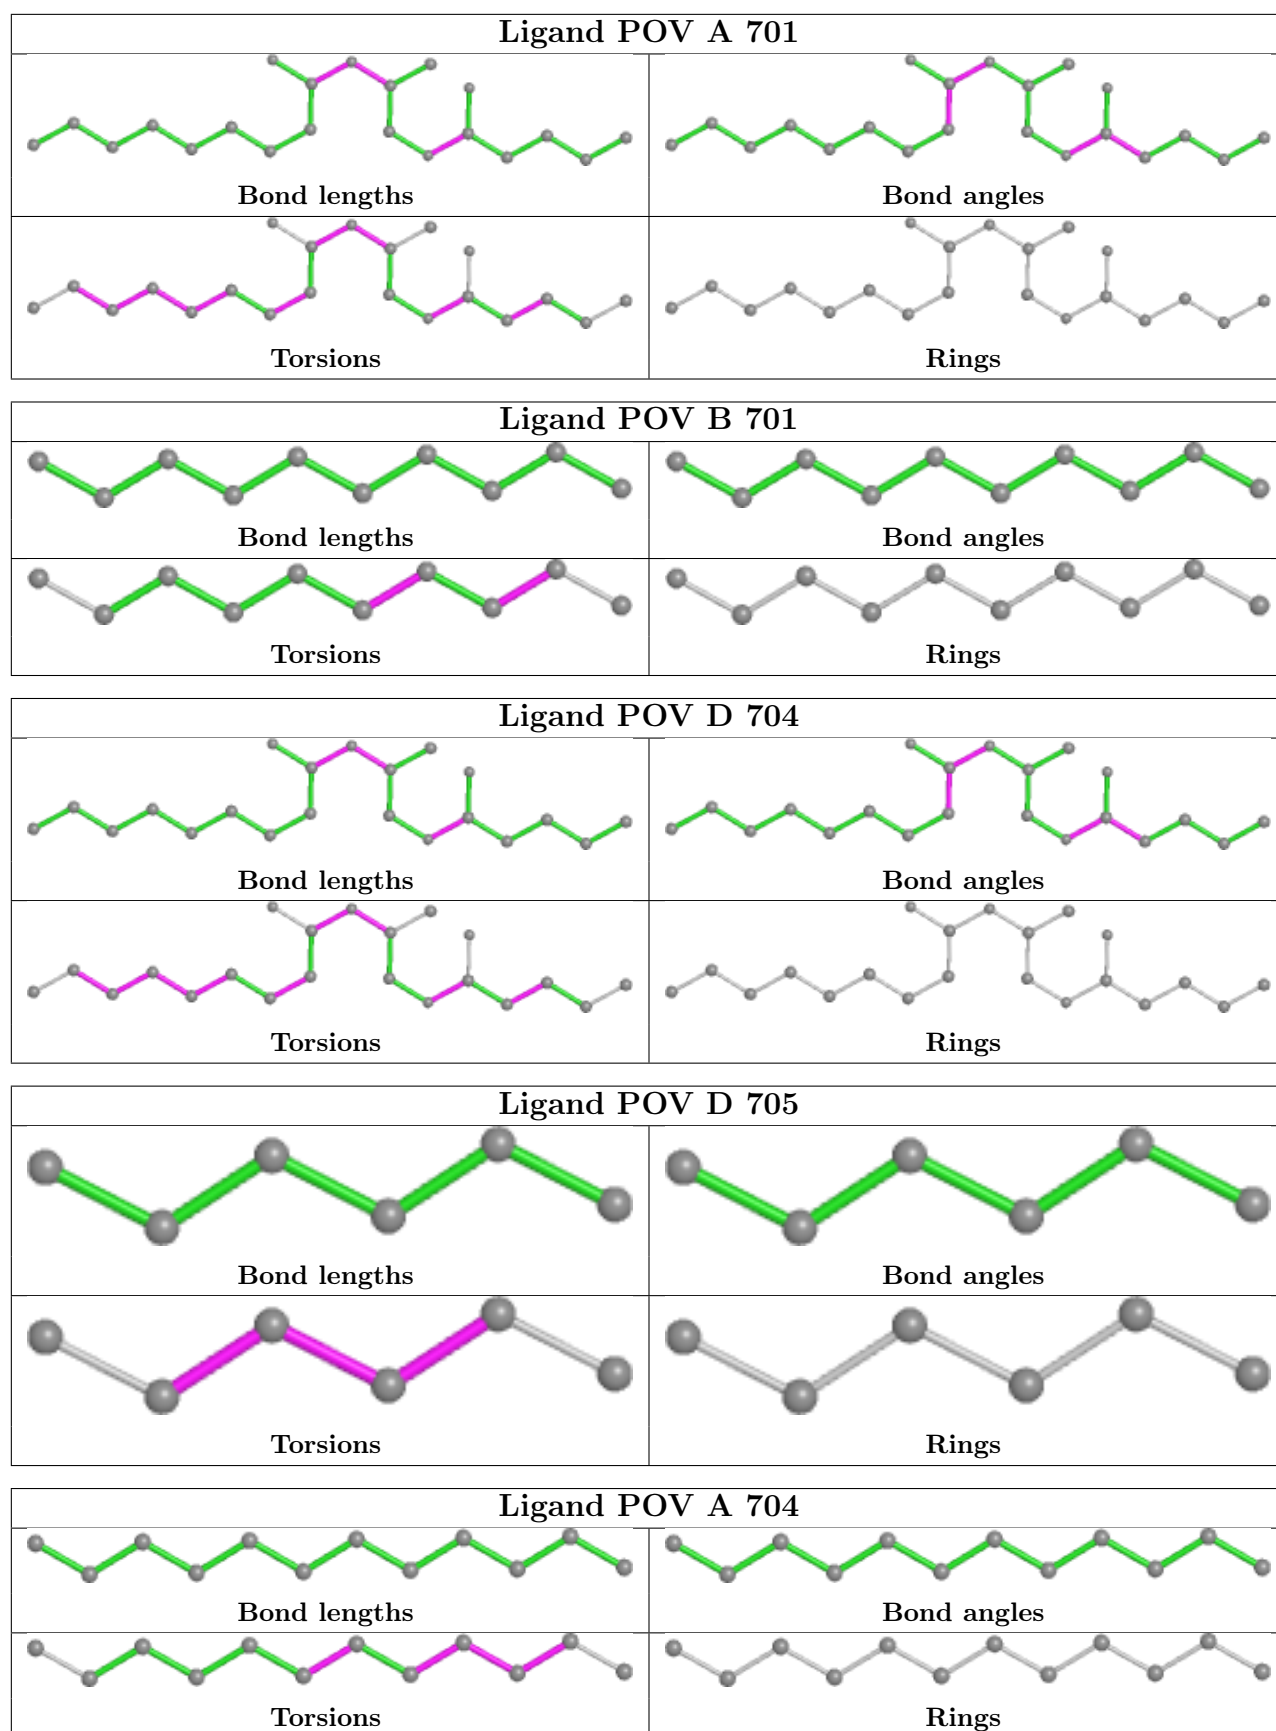 Ligand POV A 701
Bond lengths
Bond angles
Torsions
Rings
Ligand POV B 701
Bond lengths
Bond angles
Torsions
Rings
Ligand POV D 704
Bond lengths
Bond angles
Torsions
Rings
Ligand POV D 705
Bond lengths
Bond angles
Torsions
Rings
Ligand POV A 704
Bond lengths
Bond angles
Torsions
Rings